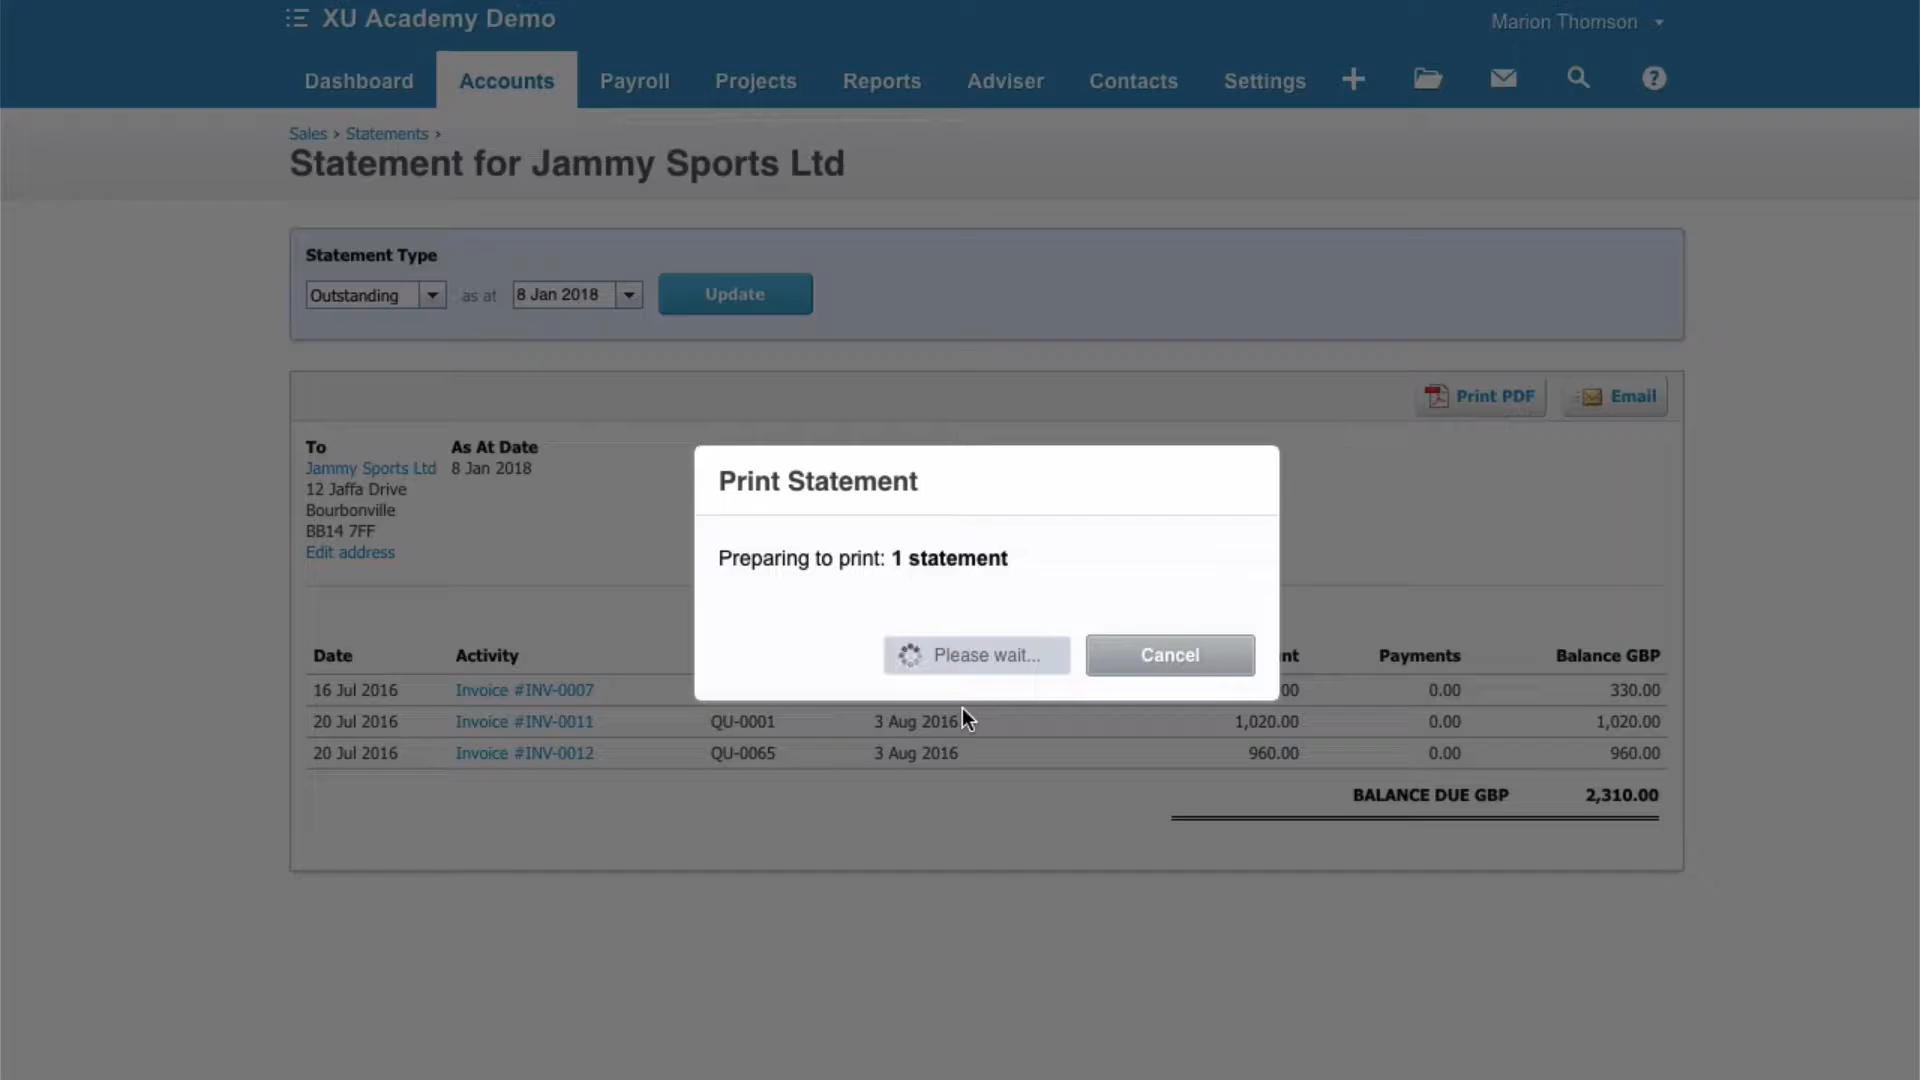 XU Academy Demo
Marion Thomson
Dashboard Accounts Payroll Projects Reports Adviser Contacts Settings
Sales › Statements ›
Statement for Jammy Sports Ltd
Statement Type
Outstanding as at 8 Jan 2018 Update
Print PDF Email
To As At Date
Jammy Sports Ltd 8 Jan 2018
12 Jaffa Drive
Bourbonville
BB14 7FF
Edit address
Print Statement
Preparing to print: 1 statement
Please wait... Cancel
Date Activity nt Payments Balance GBP
16 Jul 2016 Invoice #INV-0007 00 0.00 330.00
20 Jul 2016 Invoice #INV-0011 QU-0001 3 Aug 2016 1,020.00 0.00 1,020.00
20 Jul 2016 Invoice #INV-0012 QU-0065 3 Aug 2016 960.00 0.00 960.00
BALANCE DUE GBP 2,310.00